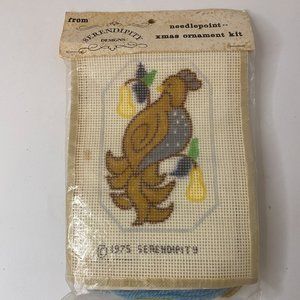 from
SERENDIPITY
DESIGNS
needlepoint..
xmas ornament kit
© 1975 SERENDIPITY